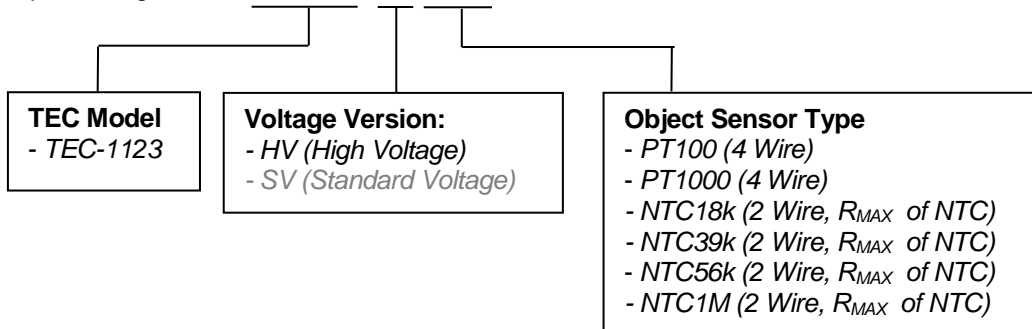 TEC Model
- TEC-1123
Voltage Version:
- HV (High Voltage)
- SV (Standard Voltage)
Object Sensor Type
- PT100 (4 Wire)
- PT1000 (4 Wire)
- NTC18k (2 Wire, RMAX of NTC)
- NTC39k (2 Wire, RMAX of NTC)
- NTC56k (2 Wire, RMAX of NTC)
- NTC1M (2 Wire, RMAX of NTC)